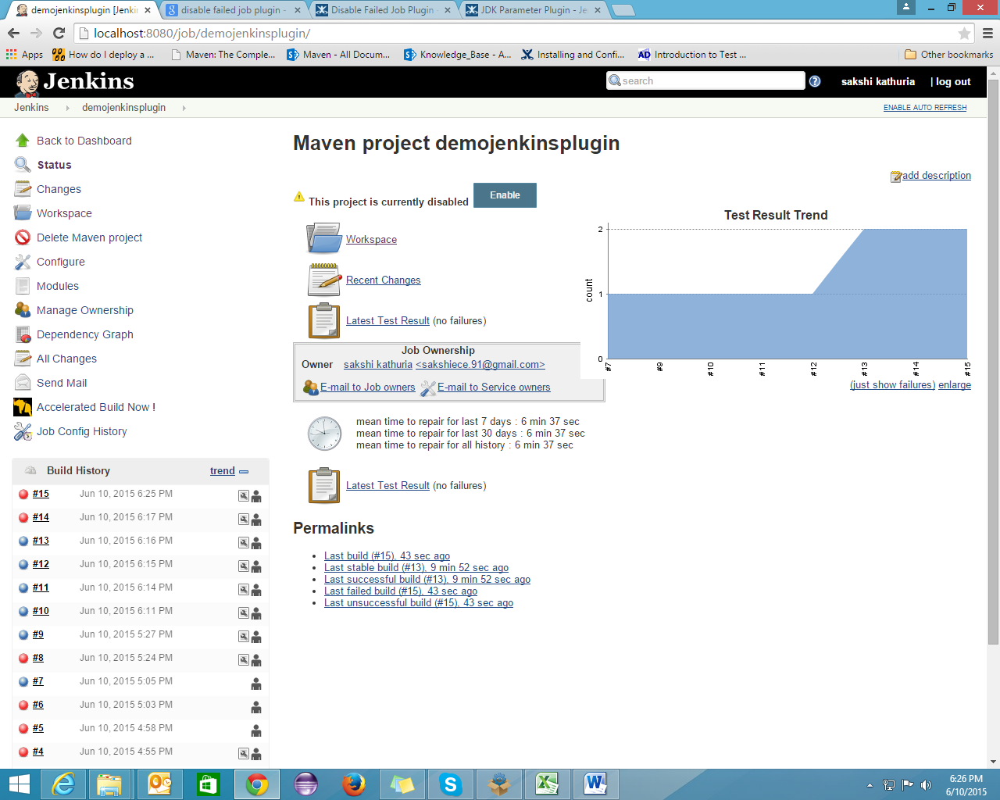 demojenkinsplugin [Jenki
disable failed job plugin -
Disable Failed Job Plugin -
JDK Parameter Plugin - Je
localhost:8080/job/demojenkinsplugin/
Apps
How do I deploy a ...
Maven: The Comple...
Maven - All Docum...
Knowledge_Base - A...
Installing and Confi...
Introduction to Test ...
Other bookmarks
Jenkins
search
sakshi kathuria
| log out
Jenkins
demojenkinsplugin
ENABLE AUTO REFRESH
Back to Dashboard
Status
Changes
Workspace
Delete Maven project
Configure
Modules
Manage Ownership
Dependency Graph
All Changes
Send Mail
Accelerated Build Now !
Job Config History
Build History
trend
#15 Jun 10, 2015 6:25 PM
#14 Jun 10, 2015 6:17 PM
#13 Jun 10, 2015 6:16 PM
#12 Jun 10, 2015 6:15 PM
#11 Jun 10, 2015 6:14 PM
#10 Jun 10, 2015 6:11 PM
#9 Jun 10, 2015 5:27 PM
#8 Jun 10, 2015 5:24 PM
#7 Jun 10, 2015 5:05 PM
#6 Jun 10, 2015 5:03 PM
#5 Jun 10, 2015 4:58 PM
#4 Jun 10, 2015 4:55 PM
Maven project demojenkinsplugin
add description
This project is currently disabled
Enable
Workspace
Recent Changes
Latest Test Result (no failures)
Job Ownership
Owner sakshi kathuria <sakshiece.91@gmail.com>
E-mail to Job owners
E-mail to Service owners
mean time to repair for last 7 days : 6 min 37 sec
mean time to repair for last 30 days : 6 min 37 sec
mean time to repair for all history : 6 min 37 sec
Latest Test Result (no failures)
Permalinks
Last build (#15), 43 sec ago
Last stable build (#13), 9 min 52 sec ago
Last successful build (#13), 9 min 52 sec ago
Last failed build (#15), 43 sec ago
Last unsuccessful build (#15), 43 sec ago
Test Result Trend
2
1
0
count
#7
#9
#10
#11
#12
#13
#14
#15
(just show failures) enlarge
6:26 PM
6/10/2015